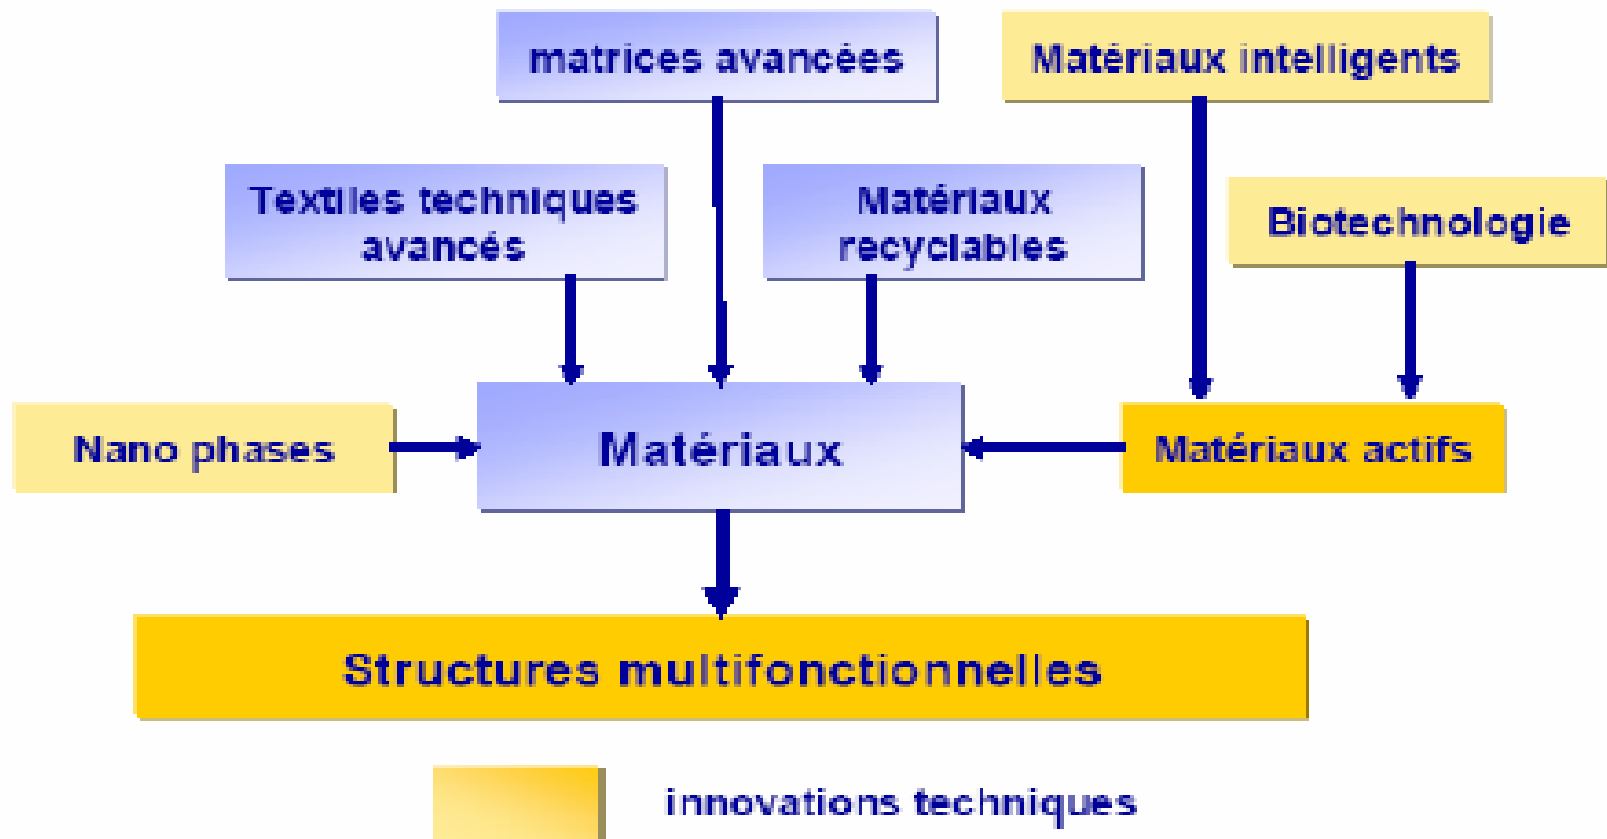 matrices avancées
Matériaux intelligents
Textiles techniques
avancés
Matériaux
recyclables
Biotechnologie
Nano phases
Matériaux
Matériaux actifs
Structures multifonctionnelles
innovations techniques